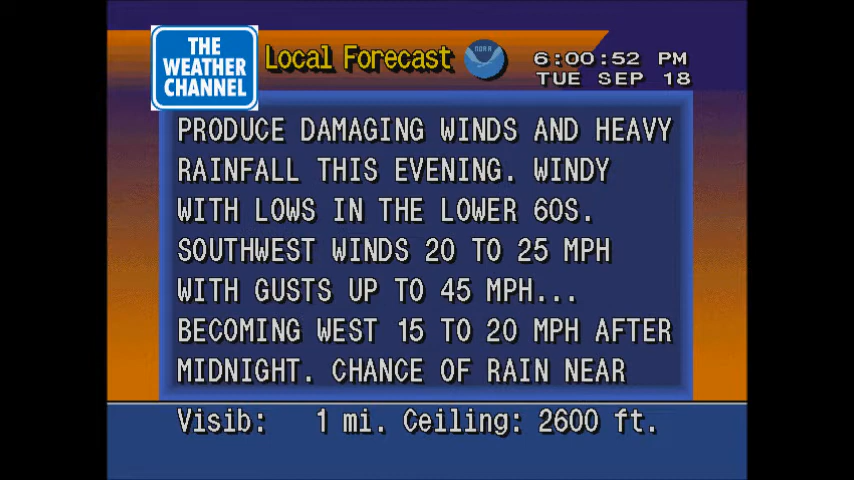 THE
WEATHER
CHANNEL
Local Forecast
NOAA
6:00:52 PM
TUE SEP 18
PRODUCE DAMAGING WINDS AND HEAVY
RAINFALL THIS EVENING. WINDY
WITH LOWS IN THE LOWER 60S.
SOUTHWEST WINDS 20 TO 25 MPH
WITH GUSTS UP TO 45 MPH...
BECOMING WEST 15 TO 20 MPH AFTER
MIDNIGHT. CHANCE OF RAIN NEAR
Visib: 1 mi. Ceiling: 2600 ft.